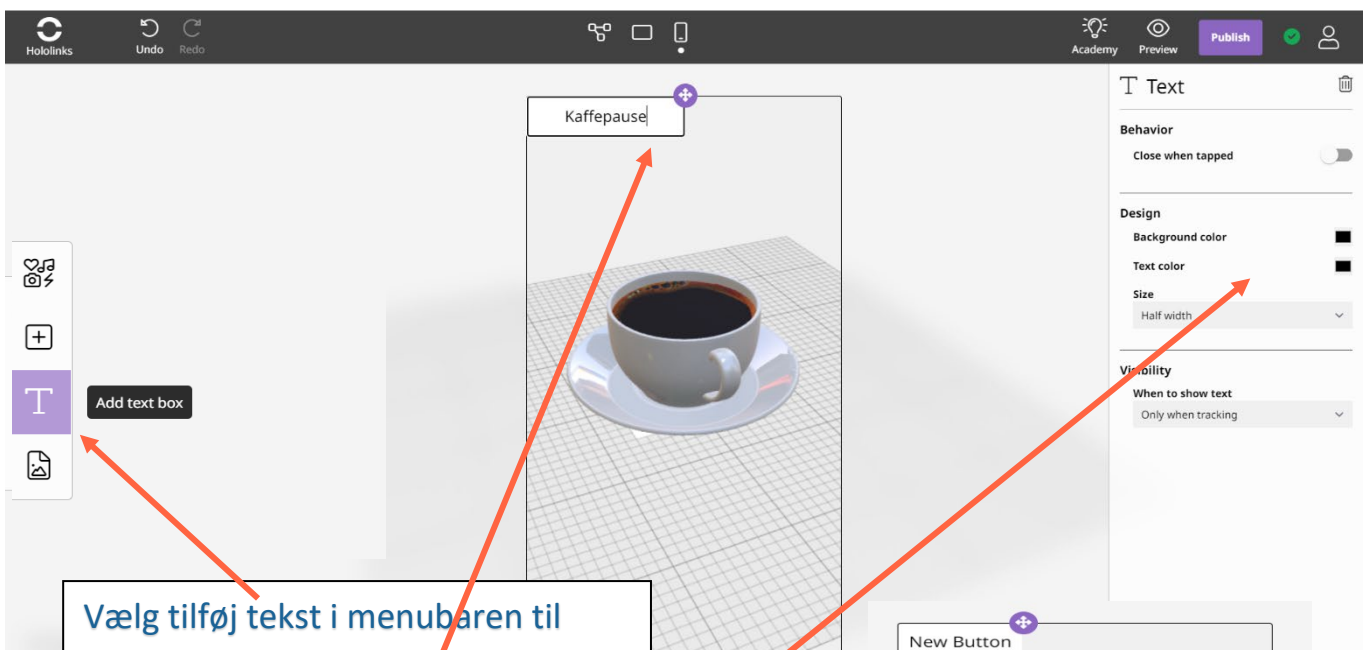 Hololinks
Undo
Redo
Academy
Preview
Publish
T Text
Kaffepause
Behavior
Close when tapped
Design
Background color
Text color
Size
Half width
T
Add text box
Visibility
When to show text
Only when tracking
Vælg tilføj tekst i menubaren til
New Button